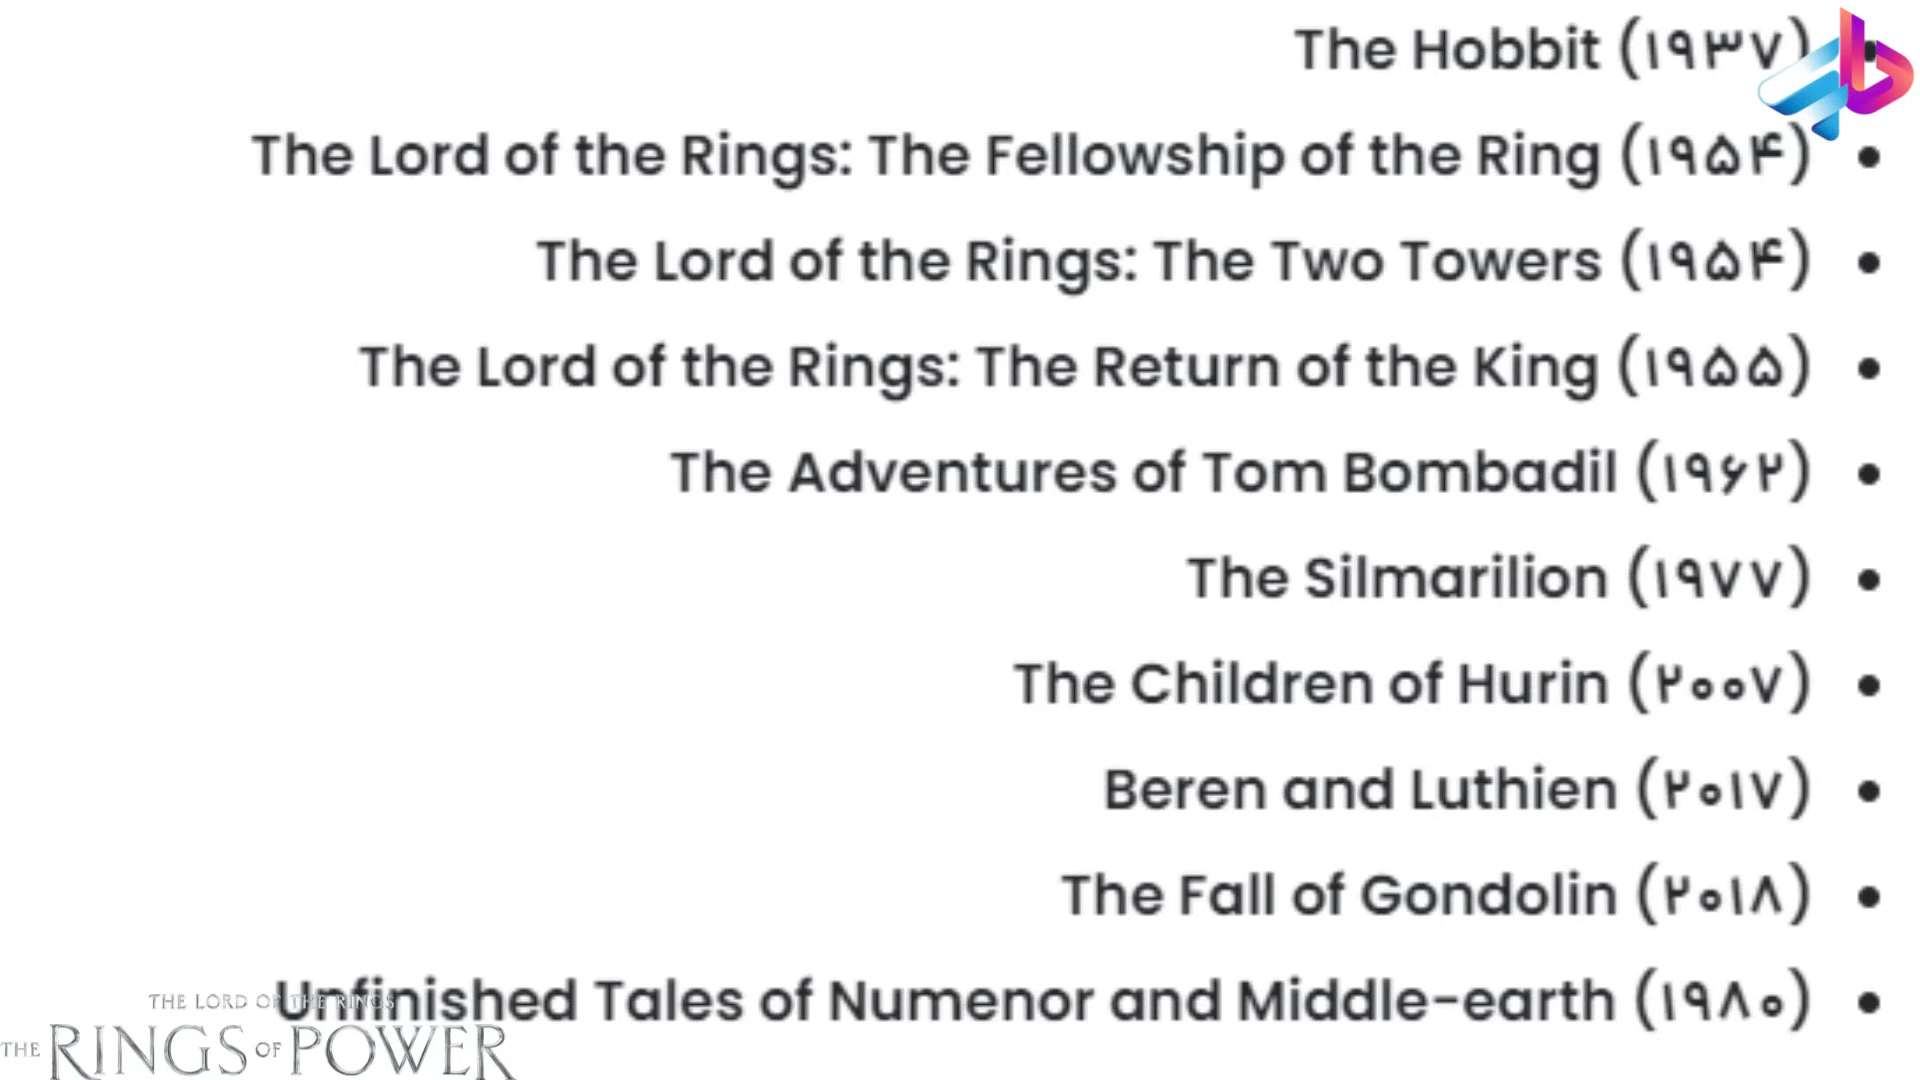 The Hobbit (۱۹۳۷)
The Lord of the Rings: The Fellowship of the Ring (۱۹۵۴)
The Lord of the Rings: The Two Towers (۱۹۵۴)
The Lord of the Rings: The Return of the King (۱۹۵۵)
The Adventures of Tom Bombadil (۱۹۶۲)
The Silmarilion (۱۹۷۷)
The Children of Hurin (۲۰۰۷)
Beren and Luthien (۲۰۱۷)
The Fall of Gondolin (۲۰۱۸)
Unfinished Tales of Numenor and Middle-earth (۱۹۸۰)
THE LORD OF THE RINGS
THE RINGS OF POWER